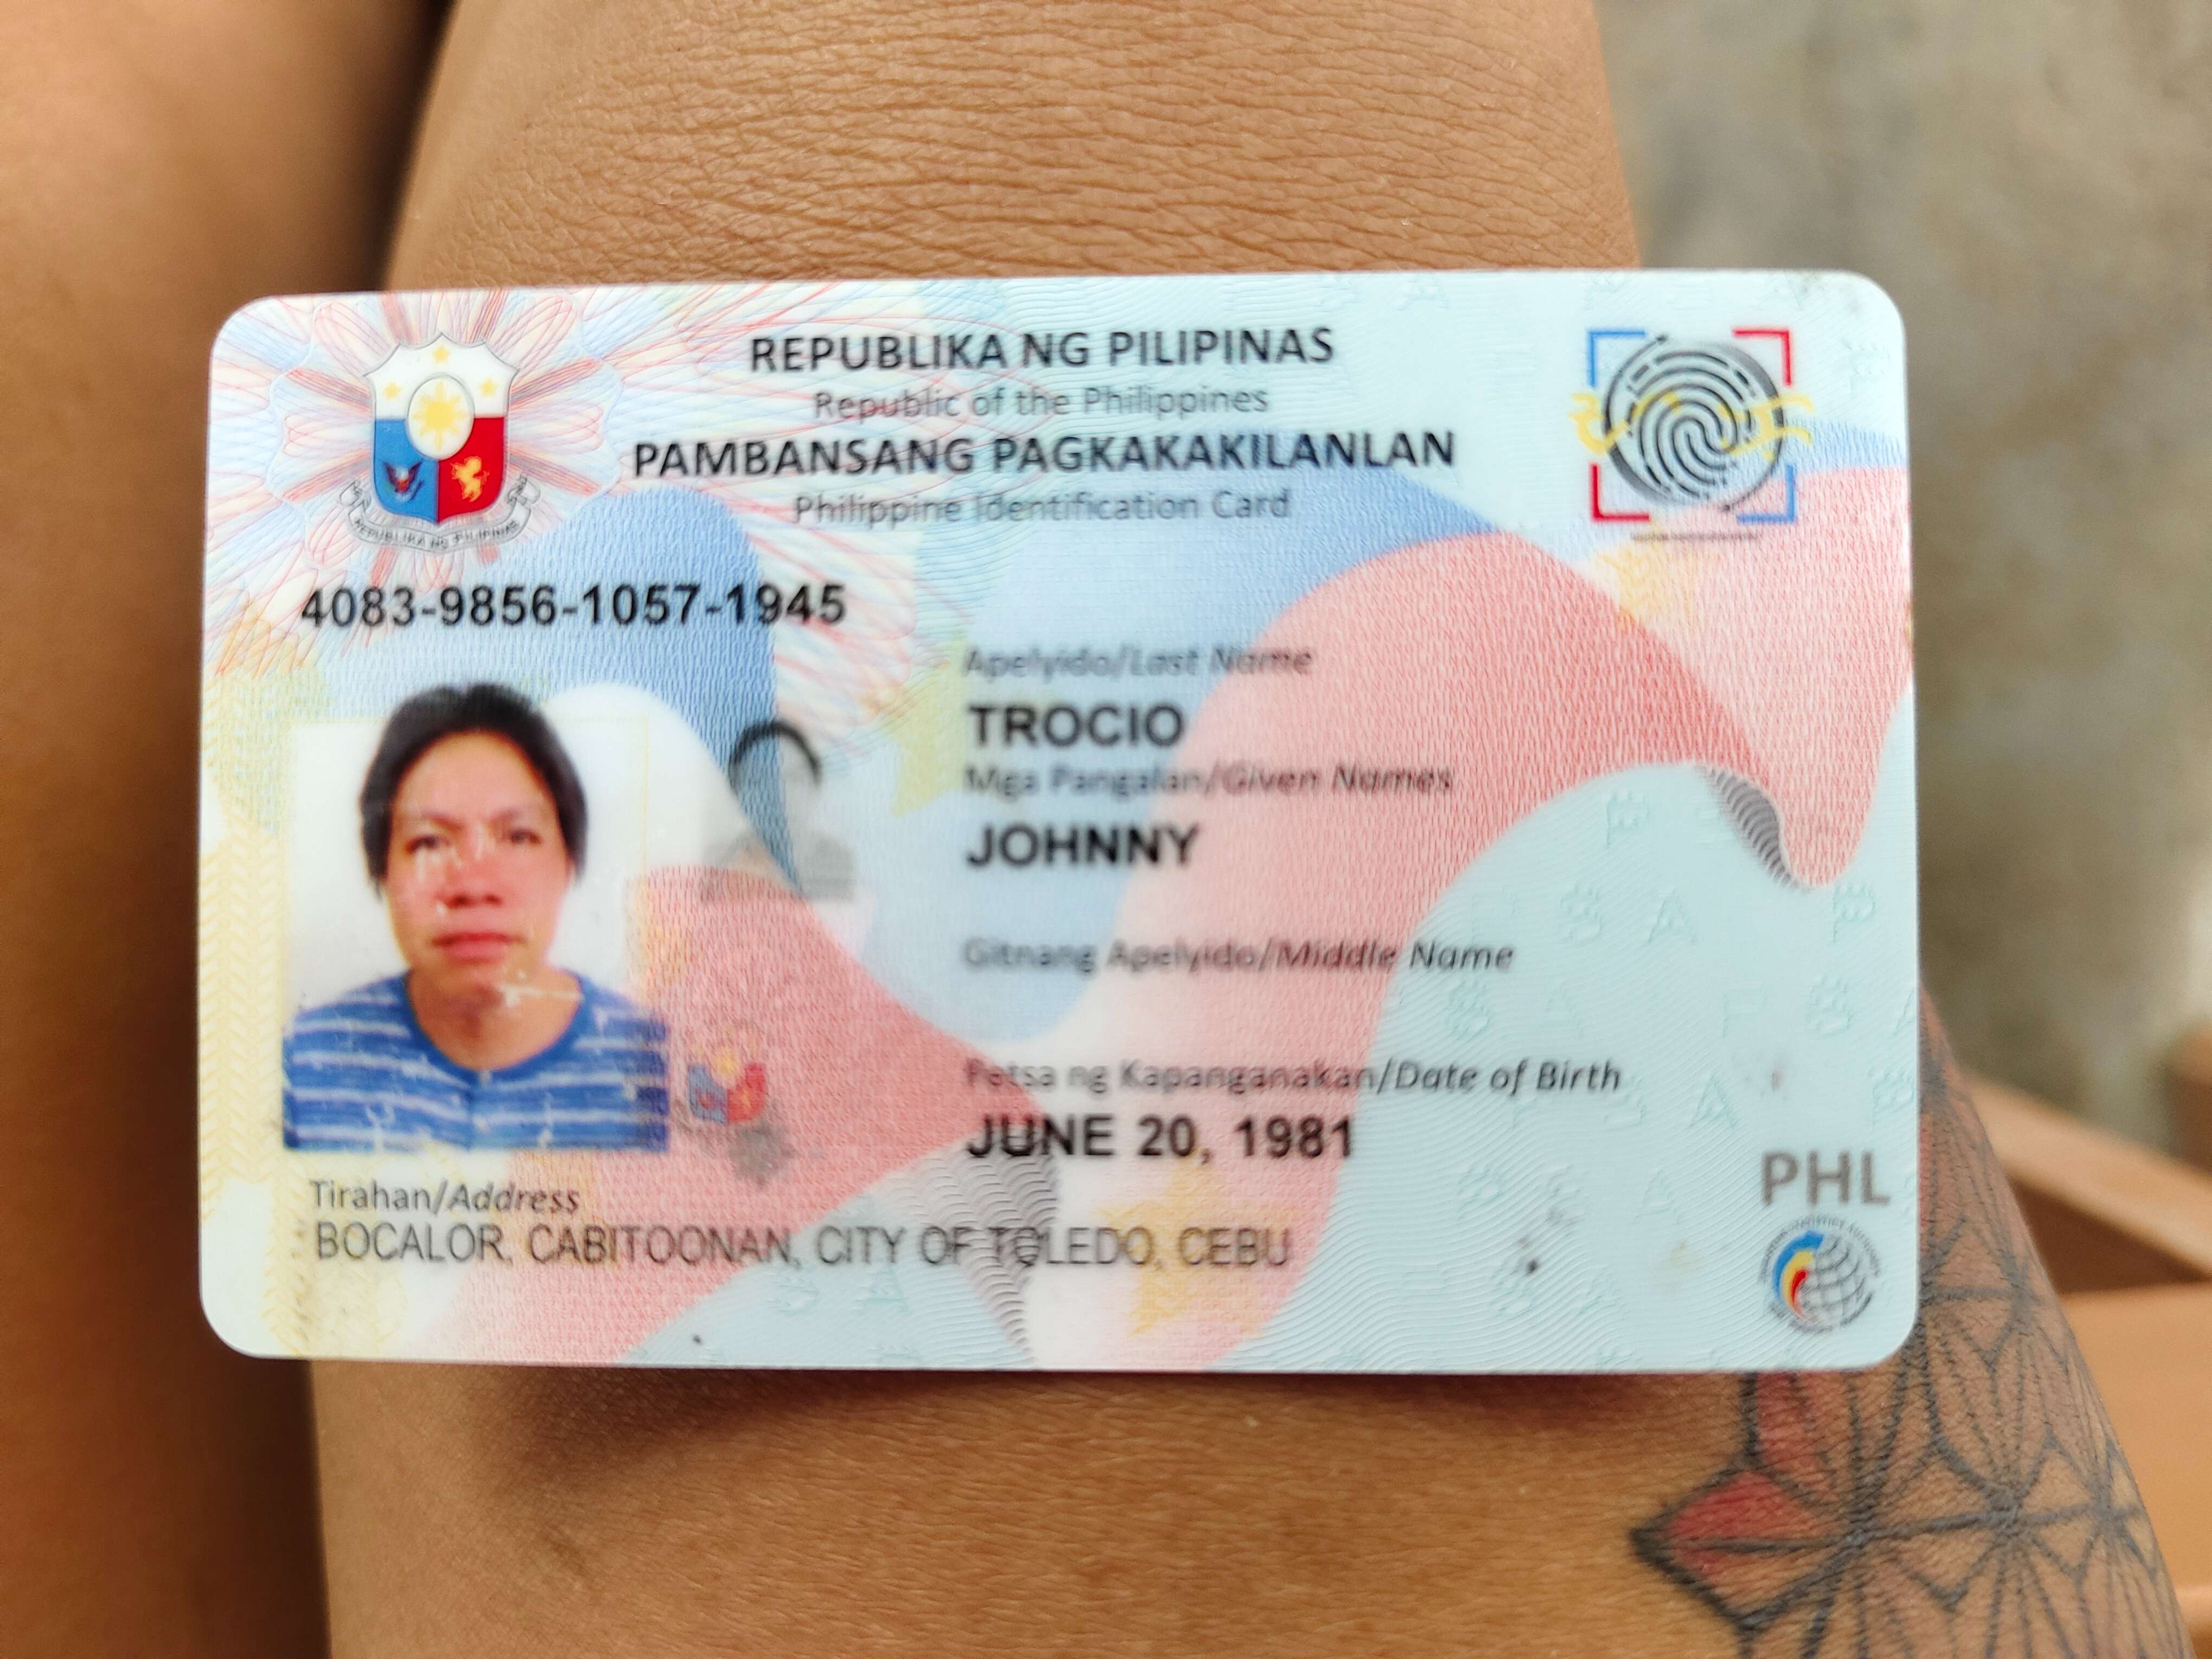 REPUBLIKA NG PILIPINAS
Republic of the Philippines
PAMBANSANG PAGKAKAKILANLAN
Philippine Identification Card
REPUBLIKA NG PILIPINAS
4083-9856-1057-1945
Apelyido/Last Name
TROCIO
Mga Pangalan/Given Names
JOHNNY
Gitnang Apelyido/Middle Name
Petsa ng Kapanganakan/Date of Birth
JUNE 20, 1981
PHL
Tirahan/Address
BOCALOR, CABITOONAN, CITY OF TOLEDO, CEBU